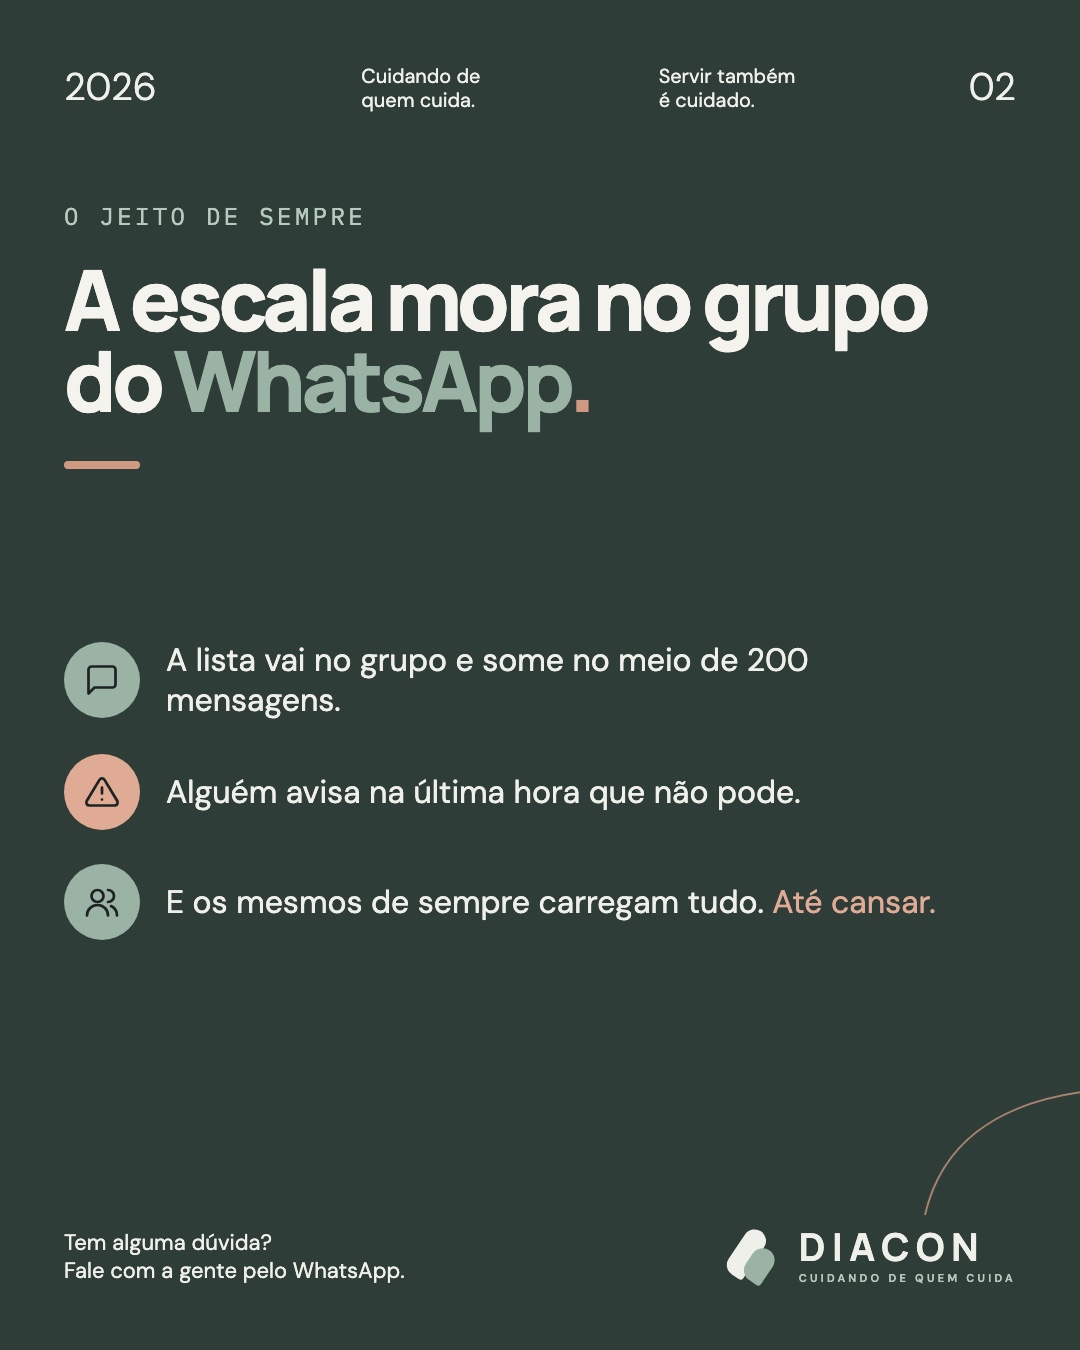 2026
Cuidando de
quem cuida.
Servir também
é cuidado.
02
O JEITO DE SEMPRE
A escala mora no grupo
do WhatsApp.
A lista vai no grupo e some no meio de 200
mensagens.
Alguém avisa na última hora que não pode.
E os mesmos de sempre carregam tudo. Até cansar.
Tem alguma dúvida?
Fale com a gente pelo WhatsApp.
DIACON
CUIDANDO DE QUEM CUIDA